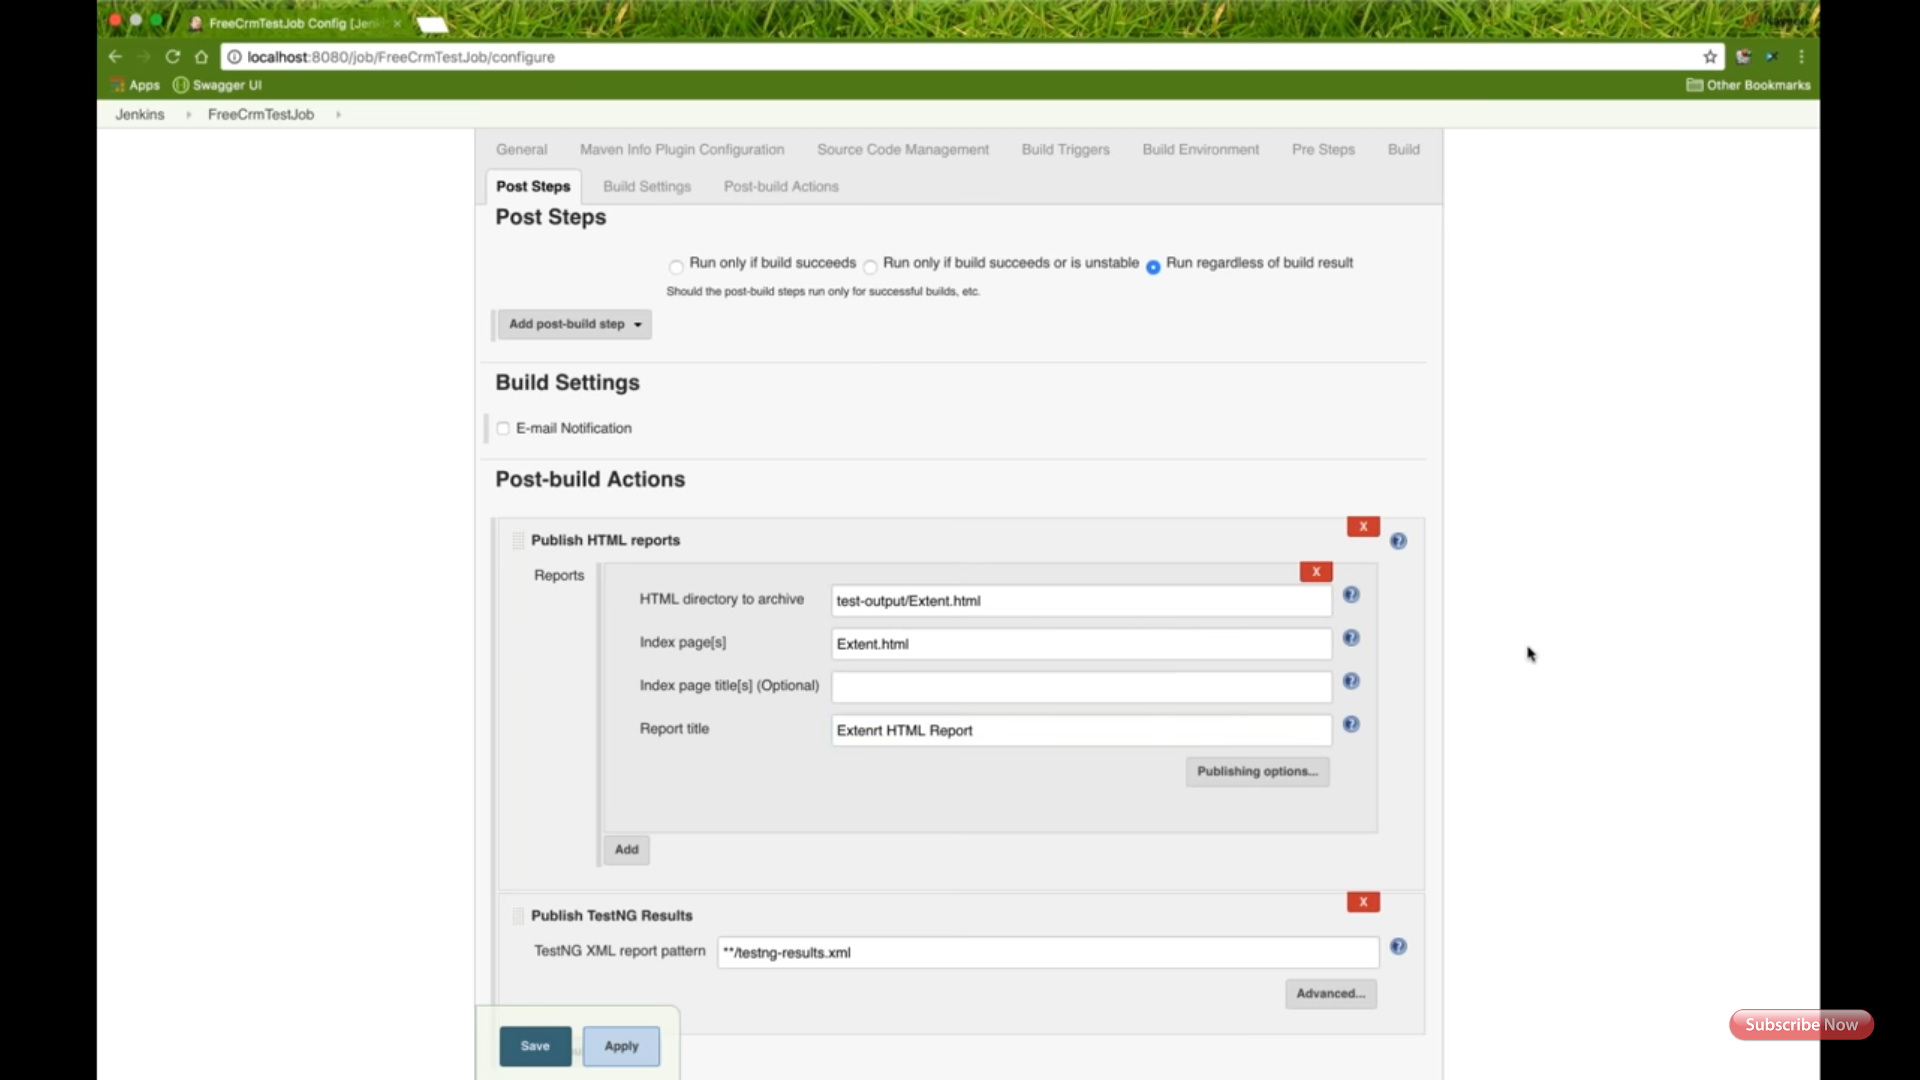 FreeCrmTestJob Config [Jen
localhost:8080/job/FreeCrmTestJob/configure
Apps Swagger UI Other Bookmarks
Jenkins FreeCrmTestJob
General Maven Info Plugin Configuration Source Code Management Build Triggers Build Environment Pre Steps Build
Post Steps Build Settings Post-build Actions
Post Steps
Run only if build succeeds Run only if build succeeds or is unstable Run regardless of build result
Should the post-build steps run only for successful builds, etc.
Add post-build step
Build Settings
E-mail Notification
Post-build Actions
X
Publish HTML reports
Reports
X
HTML directory to archive test-output/Extent.html
Index page[s] Extent.html
Index page title[s] (Optional)
Report title Extenrt HTML Report
Publishing options...
Add
X
Publish TestNG Results
TestNG XML report pattern **/testng-results.xml
Advanced...
Save Apply
Subscribe Now